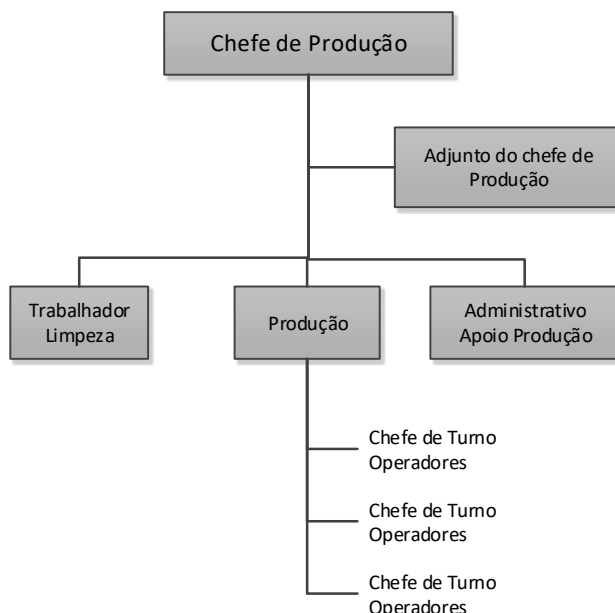 Chefe de Produção
Adjunto do chefe de
Produção
Trabalhador
Limpeza
Produção
Administrativo
Apoio Produção
Chefe de Turno
Operadores
Chefe de Turno
Operadores
Chefe de Turno
Operadores